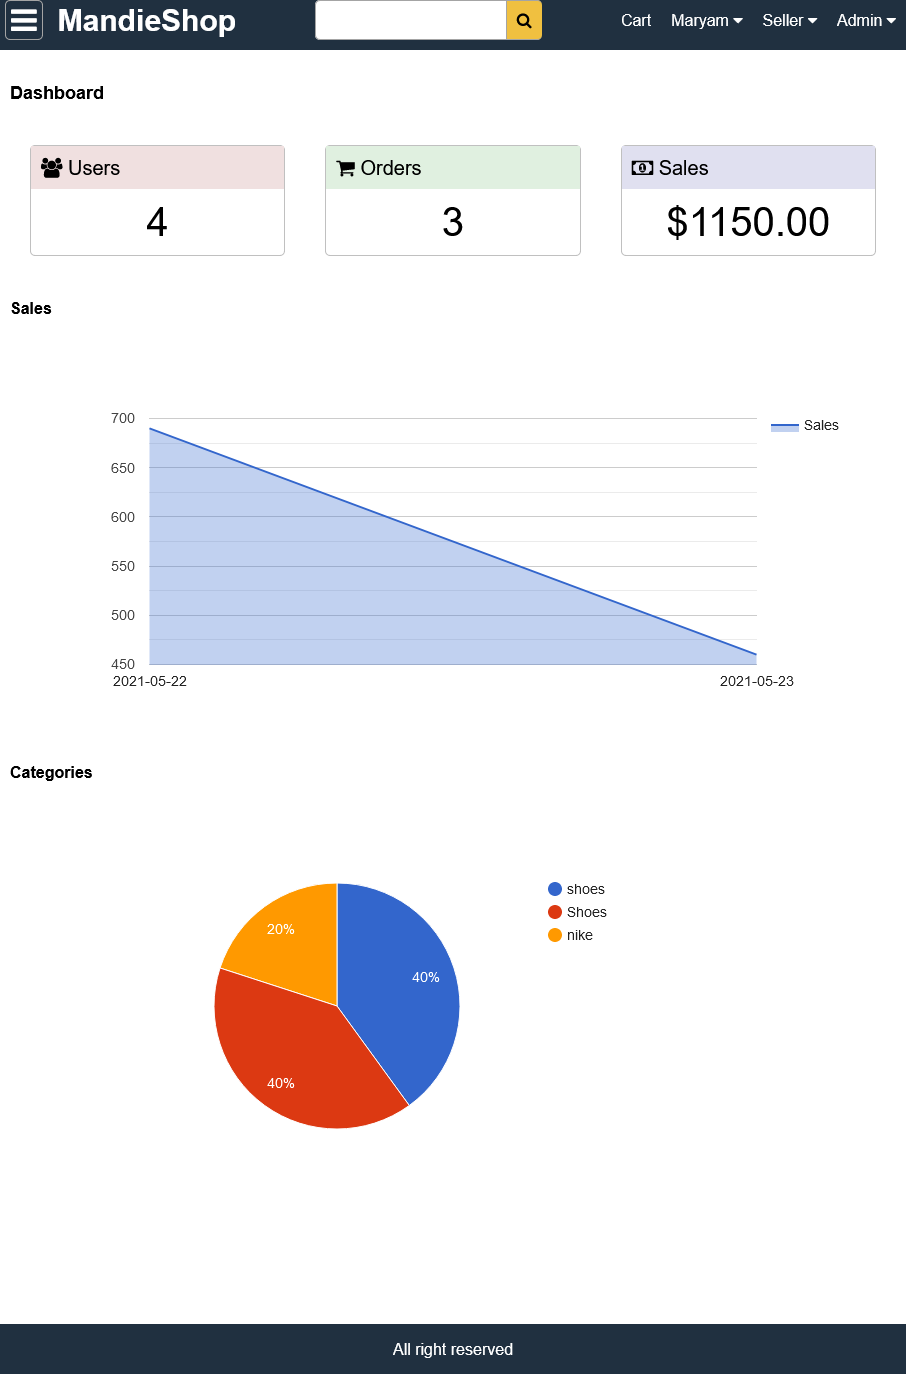 MandieShop Cart Maryam Seller Admin
Dashboard
Users
4
Orders
3
Sales
$1150.00
Sales
700
650
600
550
500
450
2021-05-22 2021-05-23
Sales
Categories
20%
40%
40%
shoes
Shoes
nike
All right reserved